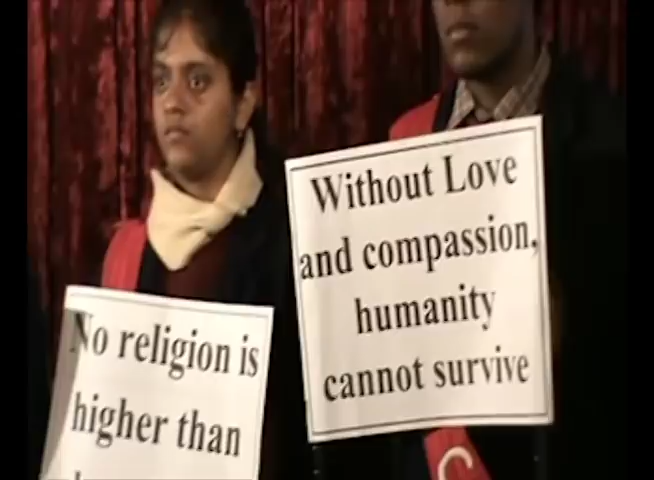 No religion is
higher than
Without Love
and compassion,
humanity
cannot survive